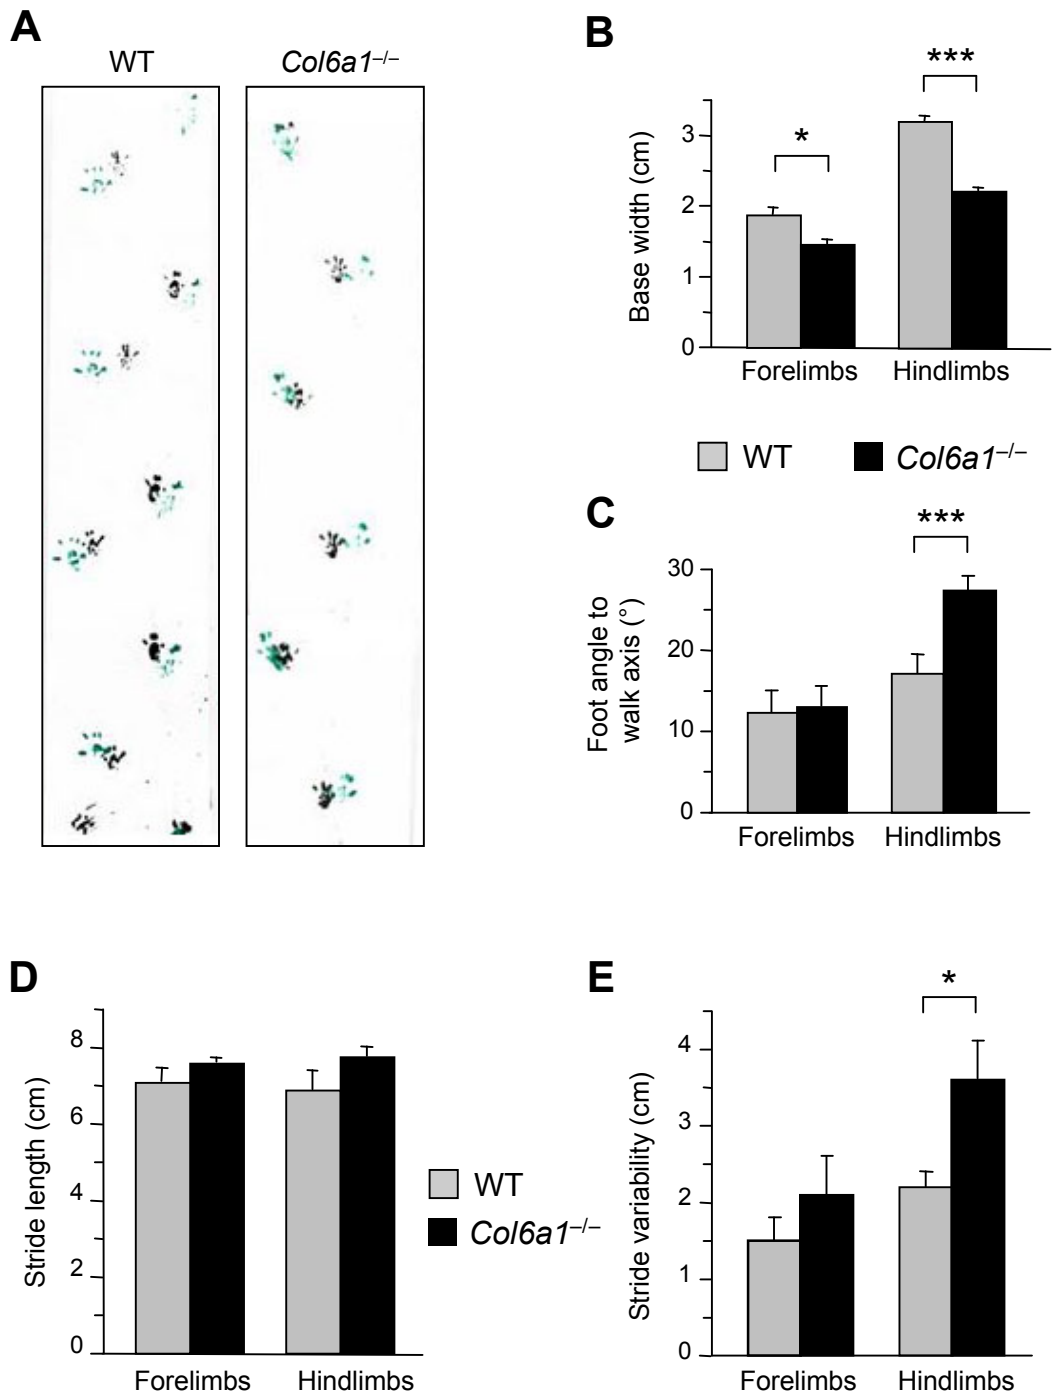 A
WT
Col6a1–/–
B
***
*
Base width (cm)
3
2
1
0
Forelimbs
Hindlimbs
WT
Col6a1–/–
C
***
Foot angle to
walk axis (°)
30
20
10
0
Forelimbs
Hindlimbs
D
Stride length (cm)
8
6
4
2
0
Forelimbs
Hindlimbs
WT
Col6a1–/–
E
*
Stride variability (cm)
4
3
2
1
0
Forelimbs
Hindlimbs